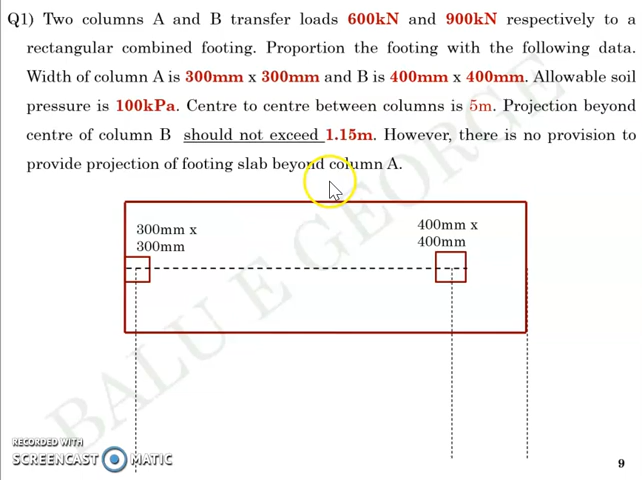 Q1) Two columns A and B transfer loads 600kN and 900kN respectively to a
rectangular combined footing. Proportion the footing with the following data.
Width of column A is 300mm x 300mm and B is 400mm x 400mm. Allowable soil
pressure is 100kPa. Centre to centre between columns is 5m. Projection beyond
centre of column B should not exceed 1.15m. However, there is no provision to
provide projection of footing slab beyond column A.
300mm x
300mm
400mm x
400mm
BALU E GEORGE
RECORDED WITH
SCREENCAST MATIC
9